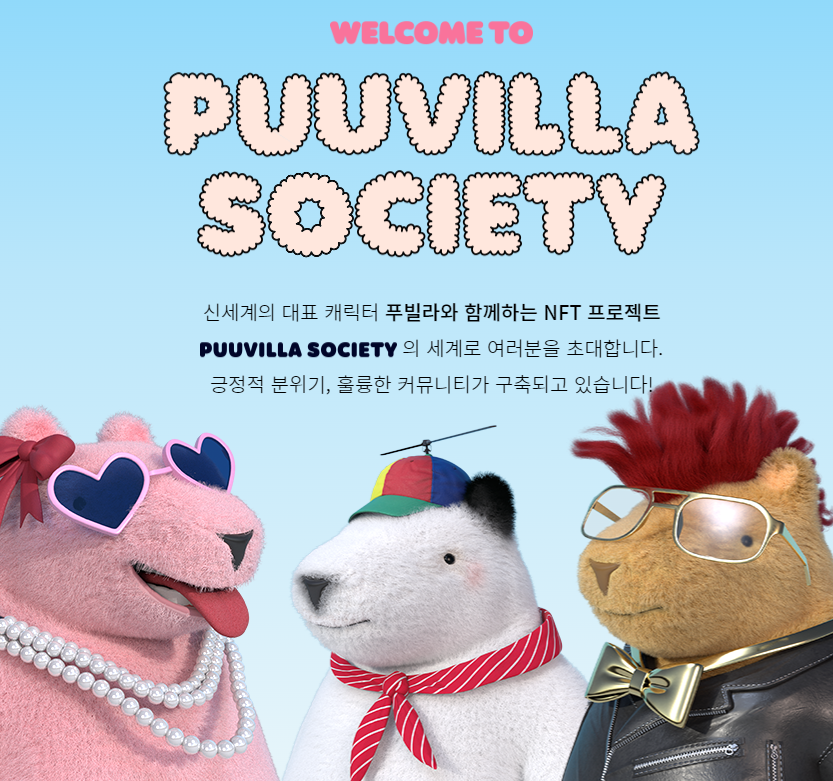 WELCOME TO
PUUVILLA
SOCIETY
신세계의 대표 캐릭터 푸빌라와 함께하는 NFT 프로젝트
PUUVILLA SOCIETY 의 세계로 여러분을 초대합니다.
긍정적 분위기, 훌륭한 커뮤니티가 구축되고 있습니다!